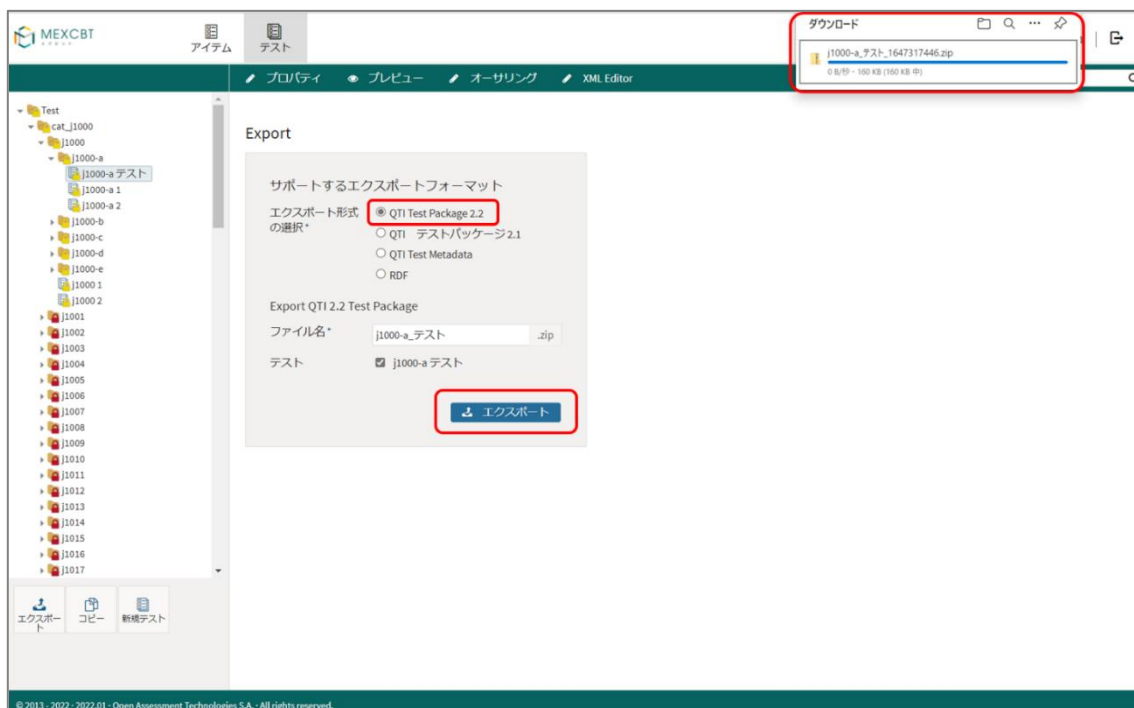 MEXCBT
メクビット
アイテム
テスト
ダウンロード
j1000-a_テスト_1647317446.zip
0 B/秒 - 160 KB (160 KB 中)
プロパティ
プレビュー
オーサリング
XML Editor
Test
cat_j1000
j1000
j1000-a
j1000-a テスト
j1000-a 1
j1000-a 2
j1000-b
j1000-c
j1000-d
j1000-e
j1000 1
j1000 2
j1001
j1002
j1003
j1004
j1005
j1006
j1007
j1008
j1009
j1010
j1011
j1012
j1013
j1014
j1015
j1016
j1017
エクスポー
ト
コピー
新規テスト
Export
サポートするエクスポートフォーマット
エクスポート形式
の選択*
QTI Test Package 2.2
QTI テストパッケージ2.1
QTI Test Metadata
RDF
Export QTI 2.2 Test Package
ファイル名*
j1000-a_テスト
.zip
テスト
j1000-a テスト
エクスポート
© 2013 - 2022 · 2022.01 · Open Assessment Technologies S.A. · All rights reserved.